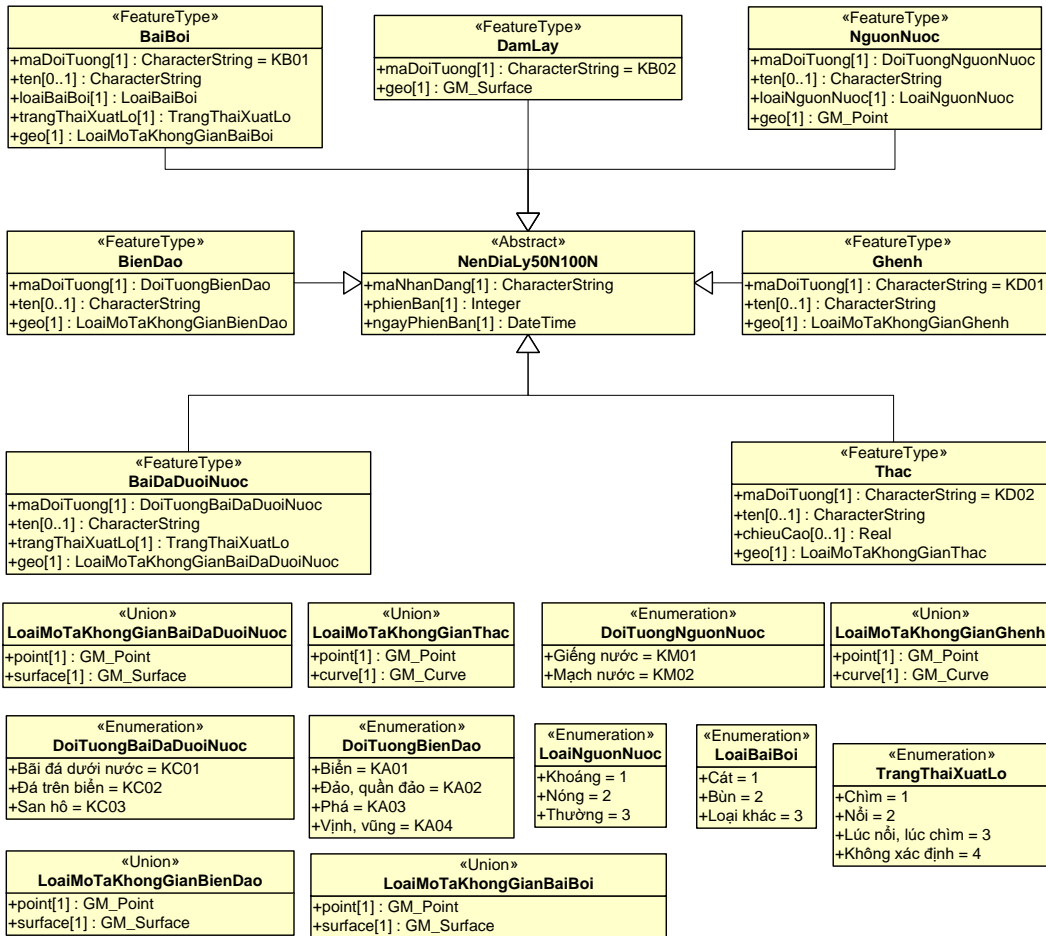 «FeatureType»
BaiBoi
+maDoiTuong[1] : CharacterString = KB01
+ten[0..1] : CharacterString
+loaiBaiBoi[1] : LoaiBaiBoi
+trangThaiXuatLo[1] : TrangThaiXuatLo
+geo[1] : LoaiMoTaKhongGianBaiBoi
«FeatureType»
DamLay
+maDoiTuong[1] : CharacterString = KB02
+geo[1] : GM_Surface
«FeatureType»
NguonNuoc
+maDoiTuong[1] : DoiTuongNguonNuoc
+ten[0..1] : CharacterString
+loaiNguonNuoc[1] : LoaiNguonNuoc
+geo[1] : GM_Point
«FeatureType»
BienDao
+maDoiTuong[1] : DoiTuongBienDao
+ten[0..1] : CharacterString
+geo[1] : LoaiMoTaKhongGianBienDao
«Abstract»
NenDiaLy50N100N
+maNhanDang[1] : CharacterString
+phienBan[1] : Integer
+ngayPhienBan[1] : DateTime
«FeatureType»
Ghenh
+maDoiTuong[1] : CharacterString = KD01
+ten[0..1] : CharacterString
+geo[1] : LoaiMoTaKhongGianGhenh
«FeatureType»
BaiDaDuoiNuoc
+maDoiTuong[1] : DoiTuongBaiDaDuoiNuoc
+ten[0..1] : CharacterString
+trangThaiXuatLo[1] : TrangThaiXuatLo
+geo[1] : LoaiMoTaKhongGianBaiDaDuoiNuoc
«FeatureType»
Thac
+maDoiTuong[1] : CharacterString = KD02
+ten[0..1] : CharacterString
+chieuCao[0..1] : Real
+geo[1] : LoaiMoTaKhongGianThac
«Union»
LoaiMoTaKhongGianBaiDaDuoiNuoc
+point[1] : GM_Point
+surface[1] : GM_Surface
«Union»
LoaiMoTaKhongGianThac
+point[1] : GM_Point
+curve[1] : GM_Curve
«Enumeration»
DoiTuongNguonNuoc
+Giếng nước = KM01
+Mạch nước = KM02
«Union»
LoaiMoTaKhongGianGhenh
+point[1] : GM_Point
+curve[1] : GM_Curve
«Enumeration»
DoiTuongBaiDaDuoiNuoc
+Bãi đá dưới nước = KC01
+Đá trên biển = KC02
+San hô = KC03
«Enumeration»
DoiTuongBienDao
+Biển = KA01
+Đảo, quần đảo = KA02
+Phá = KA03
+Vịnh, vũng = KA04
«Enumeration»
LoaiNguonNuoc
+Khoáng = 1
+Nóng = 2
+Thường = 3
«Enumeration»
LoaiBaiBoi
+Cát = 1
+Bùn = 2
+Loại khác = 3
«Enumeration»
TrangThaiXuatLo
+Chìm = 1
+Nổi = 2
+Lúc nổi, lúc chìm = 3
+Không xác định = 4
«Union»
LoaiMoTaKhongGianBienDao
+point[1] : GM_Point
+surface[1] : GM_Surface
«Union»
LoaiMoTaKhongGianBaiBoi
+point[1] : GM_Point
+surface[1] : GM_Surface